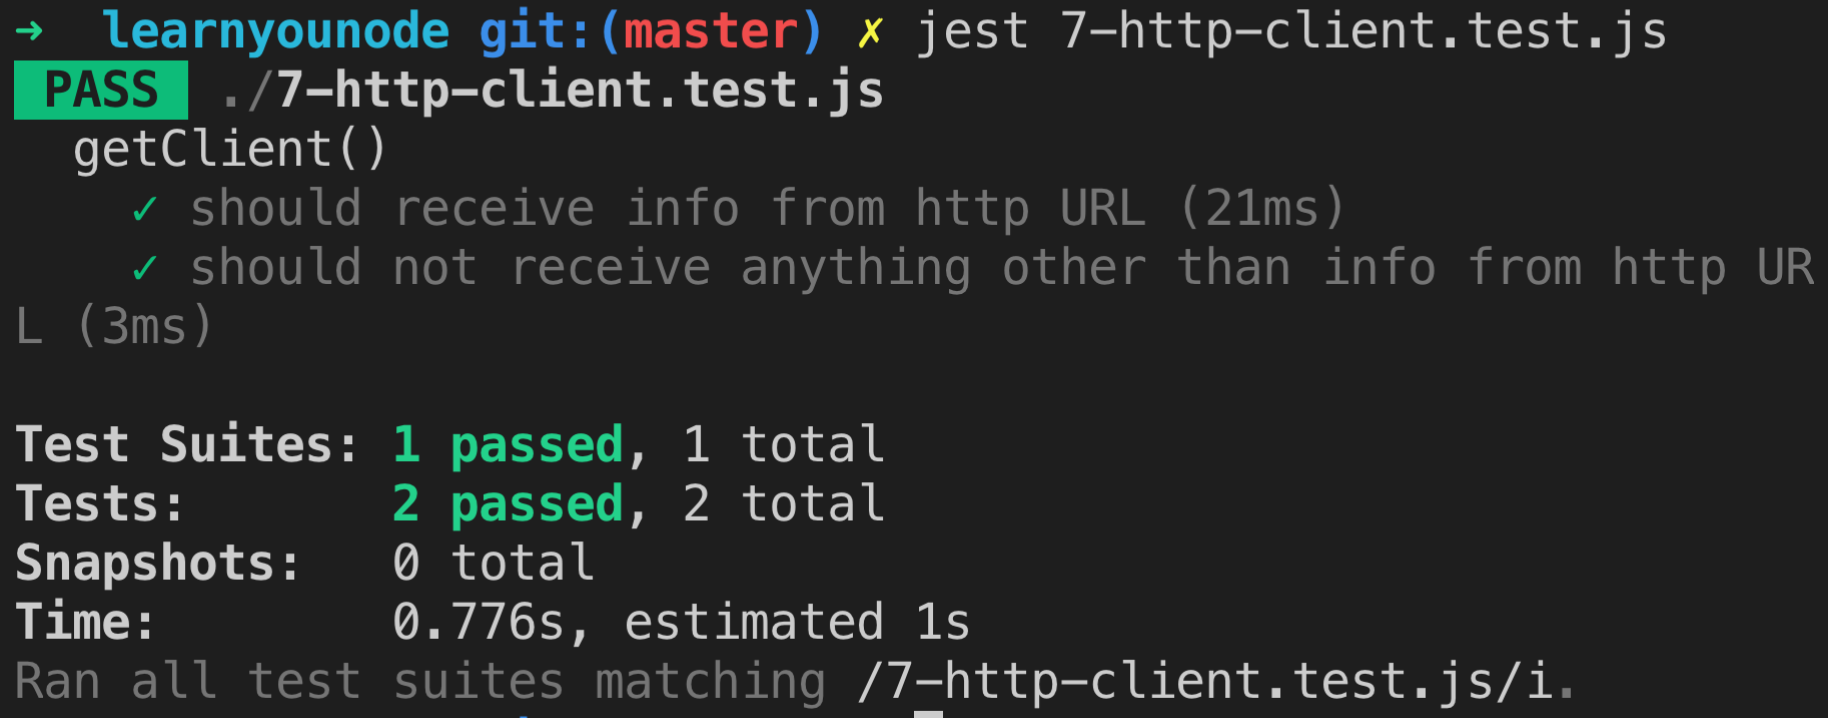 ➜  learnyounode git:(master) ✗ jest 7-http-client.test.js
PASS  ./7-http-client.test.js
  getClient()
    ✓ should receive info from http URL (21ms)
    ✓ should not receive anything other than info from http UR
L (3ms)

Test Suites: 1 passed, 1 total
Tests:       2 passed, 2 total
Snapshots:   0 total
Time:        0.776s, estimated 1s
Ran all test suites matching /7-http-client.test.js/i.